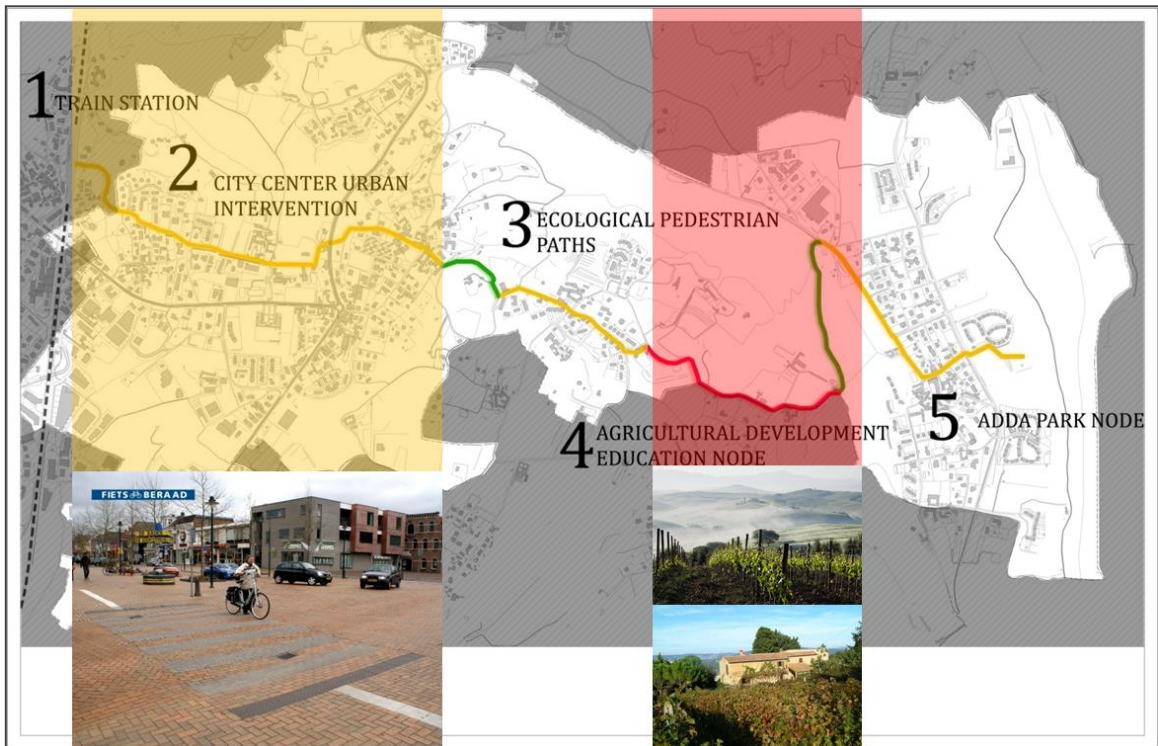 1 TRAIN STATION
2 CITY CENTER URBAN
INTERVENTION
3 ECOLOGICAL PEDESTRIAN
PATHS
4 AGRICULTURAL DEVELOPMENT
EDUCATION NODE
5 ADDA PARK NODE
FIETS BERAAD